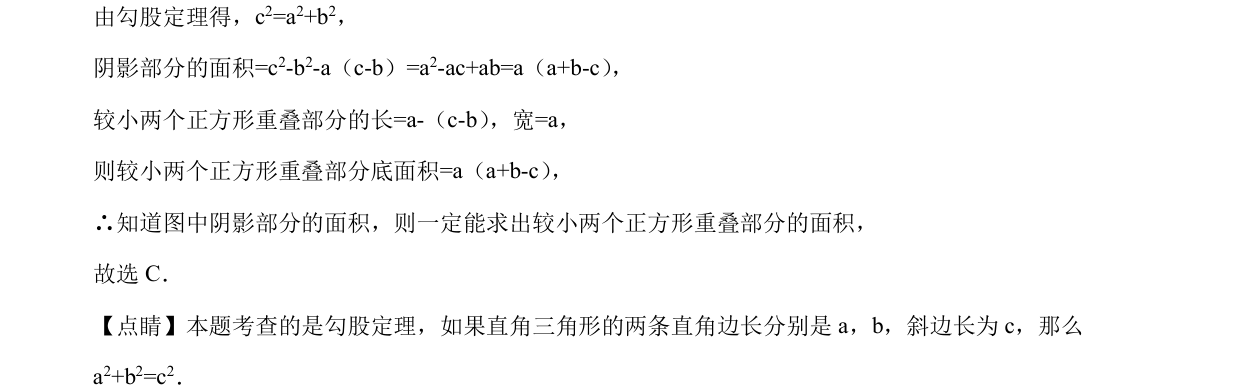 由勾股定理得，c²=a²+b²，
阴影部分的面积=c²-b²-a（c-b）=a²-ac+ab=a（a+b-c），
较小两个正方形重叠部分的长=a-（c-b），宽=a，
则较小两个正方形重叠部分底面积=a（a+b-c），
∴知道图中阴影部分的面积，则一定能求出较小两个正方形重叠部分的面积，
故选 C．
【点睛】本题考查的是勾股定理，如果直角三角形的两条直角边长分别是 a，b，斜边长为 c，那么
a²+b²=c²．